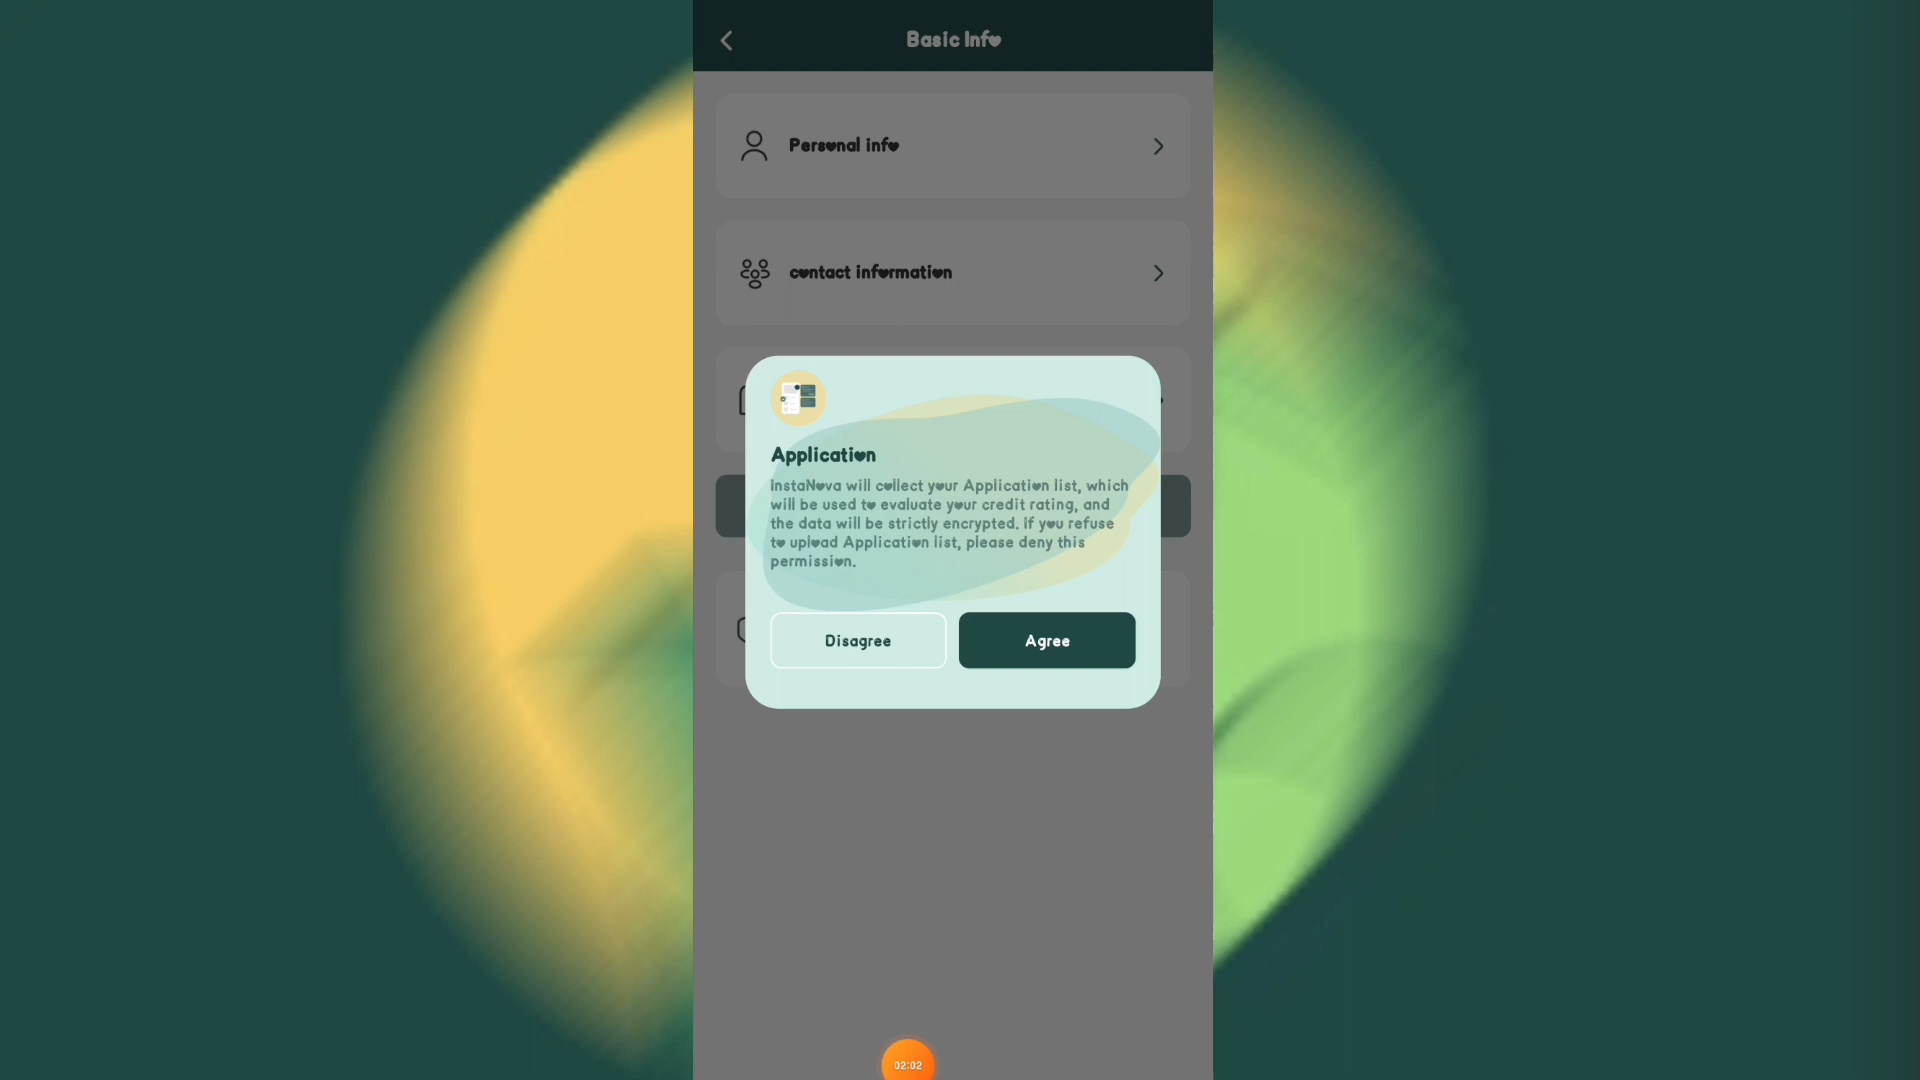 Basic Info
Personal info
contact information
Application
InstaNova will collect your Application list, which
will be used to evaluate your credit rating, and
the data will be strictly encrypted. if you refuse
to upload Application list, please deny this
permission.
Disagree
Agree
02:02